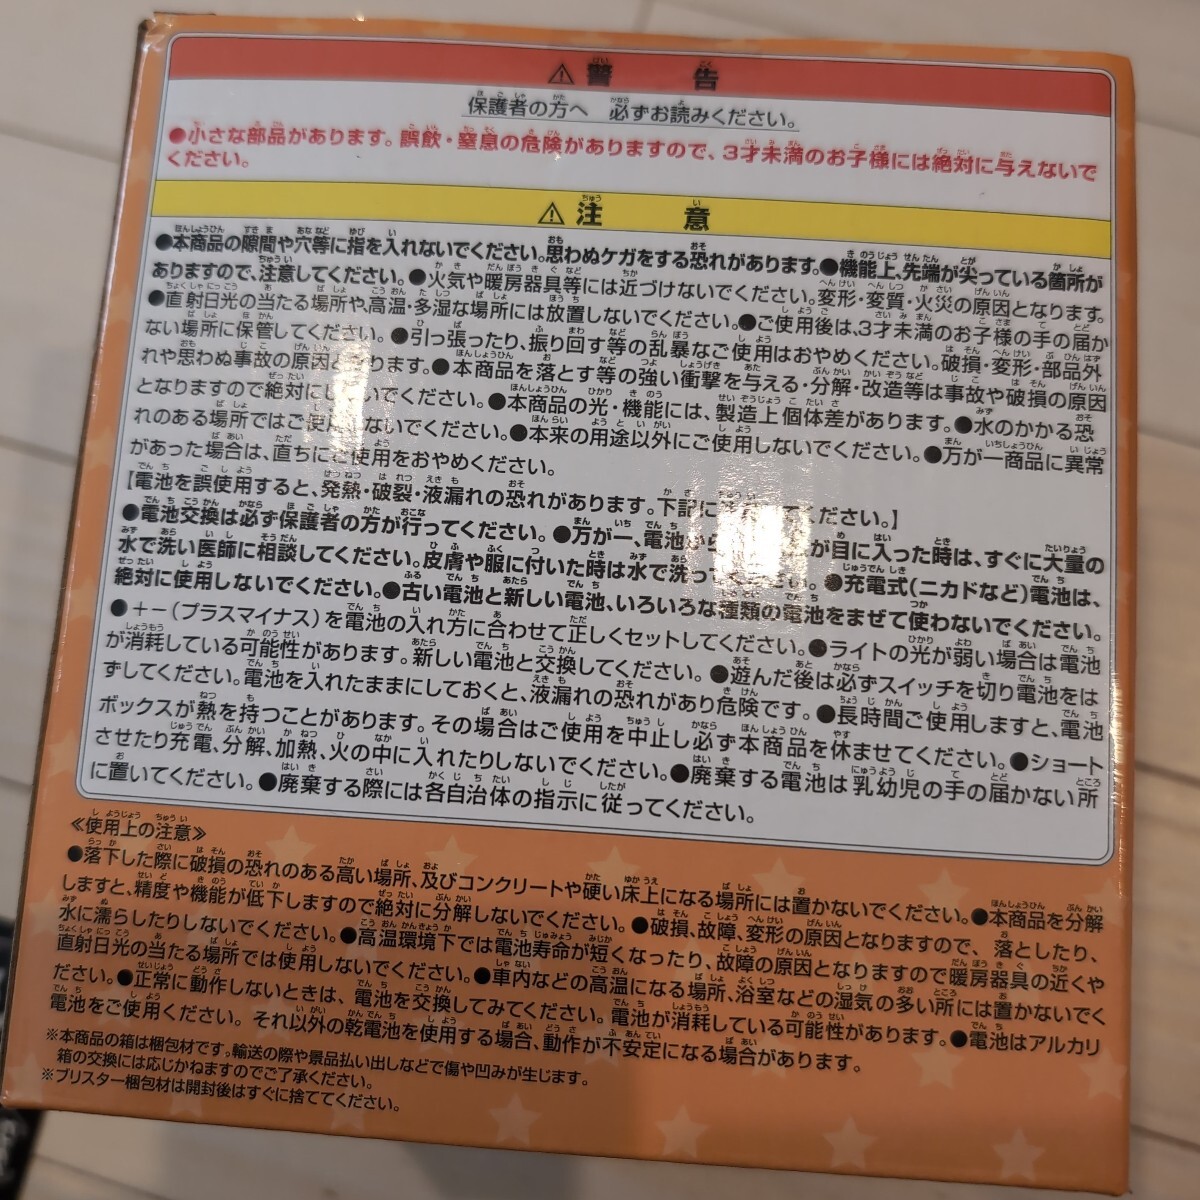 ⚠警告
保護者の方へ 必ずお読みください。
●小さな部品があります。誤飲・窒息の危険がありますので、3才未満のお子様には絶対に与えないで
ください。
⚠注意
●本商品の隙間や穴等に指を入れないでください。思わぬケガをする恐れがあります。●機能上、先端が尖っている箇所が
ありますので、注意してください。●火気や暖房器具等には近づけないでください。変形・変質・火災の原因となります。
●直射日光の当たる場所や、高温・多湿な場所には放置しないでください。●ご使用後は、3才未満のお子様の手の届か
ない場所に保管してください。●引っ張ったり、振り回す等の乱暴なご使用はおやめください。破損・変形・部品外
れや思わぬ事故の原因となります。●本商品を落とす等の強い衝撃を与える・分解・改造等は事故や破損の原因
となりますので絶対にしないでください。●本商品の光・機能には、製造上個体差があります。●水のかかる恐
れのある場所ではご使用しないでください。●本来の用途以外にご使用しないでください。●万が一商品に異常
があった場合は、直ちにご使用をおやめください。
【電池を誤使用すると、発熱・破裂・液漏れの恐れがあります。下記に注意してください。】
●電池交換は必ず保護者の方が行ってください。●万が一、電池から が目に入った時は、すぐに大量の
水で洗い医師に相談してください。皮膚や服に付いた時は水で洗ってください。●充電式(ニカドなど)電池は、
絶対に使用しないでください。●古い電池と新しい電池、いろいろな種類の電池をまぜて使わないでください。
●+-(プラスマイナス)を電池の入れ方に合わせて正しくセットしてください。●ライトの光が弱い場合は電池
が消耗している可能性があります。新しい電池と交換してください。●遊んだ後は必ずスイッチを切り電池をは
ずしてください。電池を入れたままにしておくと、液漏れの恐れがあり危険です。●長時間ご使用しますと、電池
ボックスが熱を持つことがあります。その場合はご使用を中止し必ず本商品を休ませてください。●ショート
させたり充電、分解、加熱、火の中に入れたりしないでください。●廃棄する電池は乳幼児の手の届かない所
に置いてください。●廃棄する際には各自治体の指示に従ってください。
≪使用上の注意≫
●落下した際に破損の恐れのある高い場所、及びコンクリートや硬い床上になる場所には置かないでください。●本商品を分解
しますと、精度や機能が低下しますので絶対に分解しないでください。●破損、故障、変形の原因となりますので、落としたり、
水に濡らしたりしないでください。●高温環境下では電池寿命が短くなったり、故障の原因となりますので暖房器具の近くや
直射日光の当たる場所では使用しないでください。●車内などの高温になる場所、浴室などの湿気の多い所には置かないでく
ださい。●正常に動作しないときは、電池を交換してみてください。電池が消耗している可能性があります。●電池はアルカリ
電池をご使用ください。それ以外の乾電池を使用する場合、動作が不安定になる場合があります。
※本商品の箱は梱包材です。輸送の際や景品払い出しなどで傷や凹みが生じます。
箱の交換には応じかねますのでご了承ください。
※ブリスター梱包材は開封後はすぐに捨ててください。